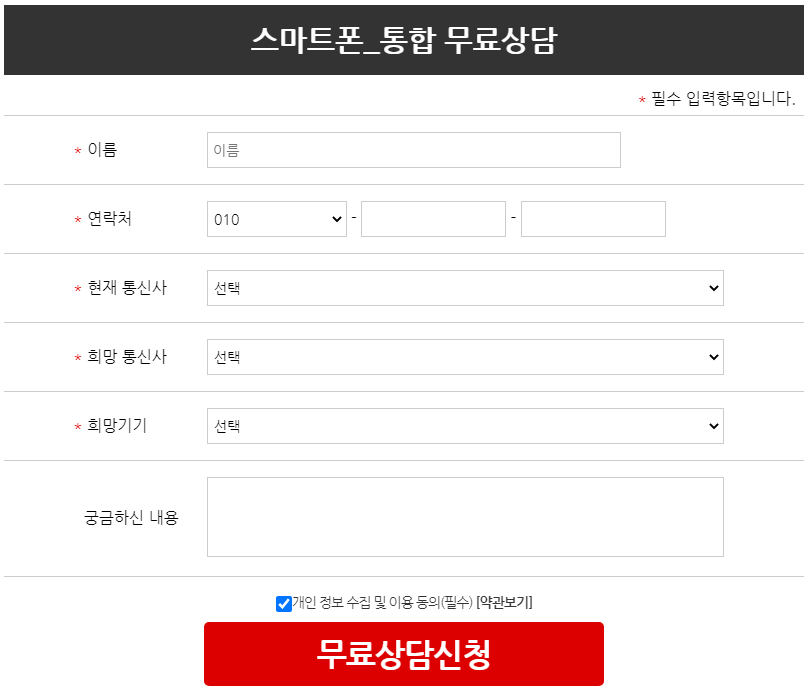 스마트폰_통합 무료상담
* 필수 입력항목입니다.
* 이름 이름
* 연락처 010 - -
* 현재 통신사 선택
* 희망 통신사 선택
* 희망기기 선택
궁금하신 내용
개인 정보 수집 및 이용 동의(필수) [약관보기]
무료상담신청